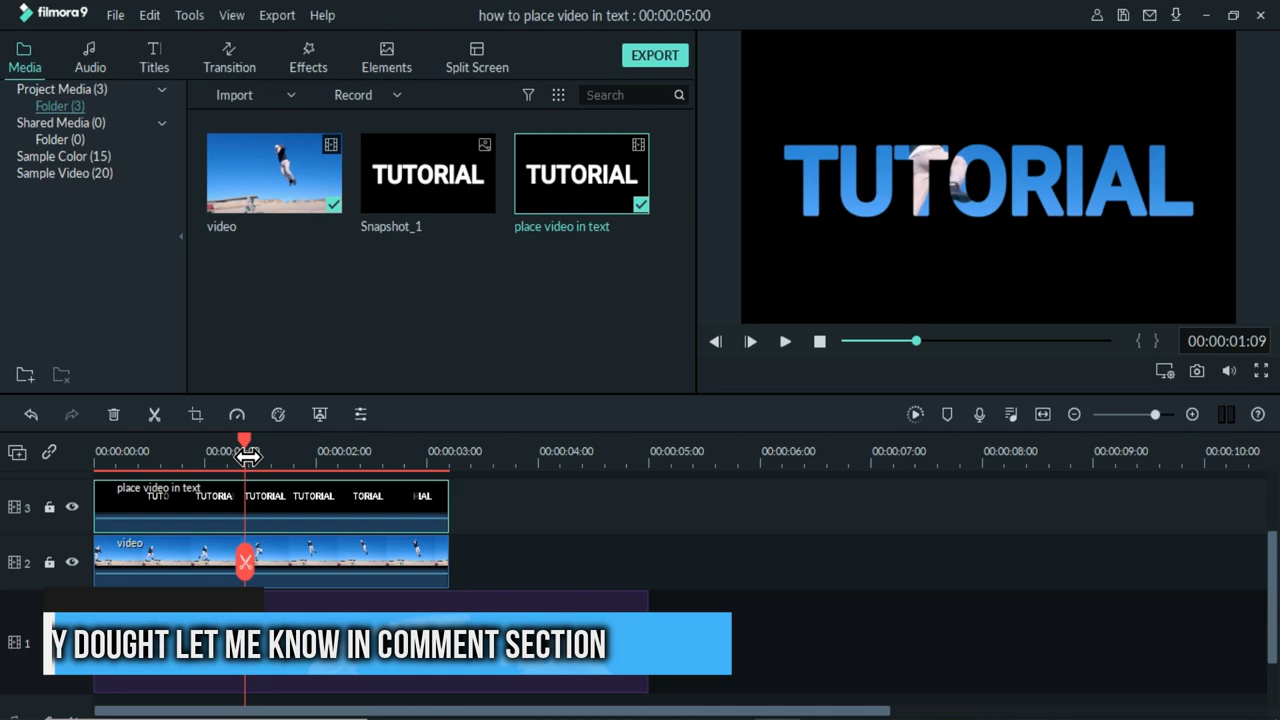 filmora9
File Edit Tools View Export Help
how to place video in text : 00:00:05:00
Media Audio Titles Transition Effects Elements Split Screen
EXPORT
Project Media (3)
Folder (3)
Shared Media (0)
Folder (0)
Sample Color (15)
Sample Video (20)
Import Record Search
TUTORIAL
TUTORIAL
video Snapshot_1 place video in text
TUTORIAL
00:00:01:09
00:00:00:00 00:00:02:00 00:00:03:00 00:00:04:00 00:00:05:00 00:00:06:00 00:00:07:00 00:00:08:00 00:00:09:00 00:00:10:00
3
place video in text
TUTO TUTORIA TUTORIAL TUTORIAL TORIAL IAL
2
video
1
Y DOUGHT LET ME KNOW IN COMMENT SECTION